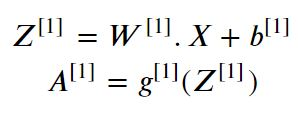 Z^{[1]} = W^{[1]}. X + b^{[1]}
A^{[1]} = g^{[1]}(Z^{[1]})